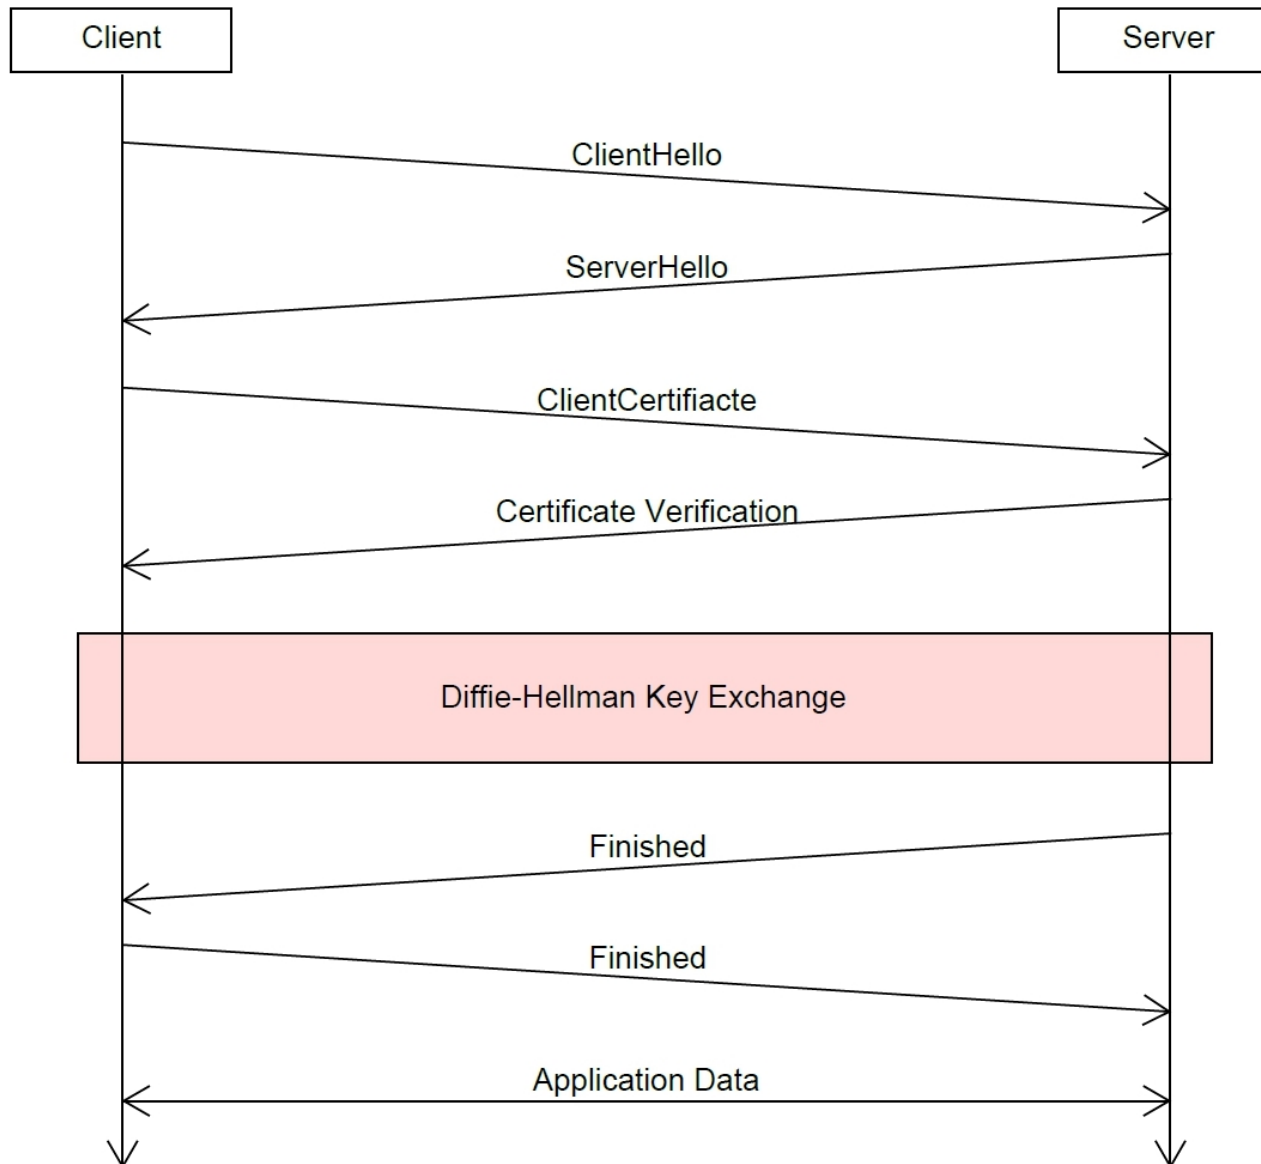 Client
Server
ClientHello
ServerHello
ClientCertifiacte
Certificate Verification
Diffie-Hellman Key Exchange
Finished
Finished
Application Data